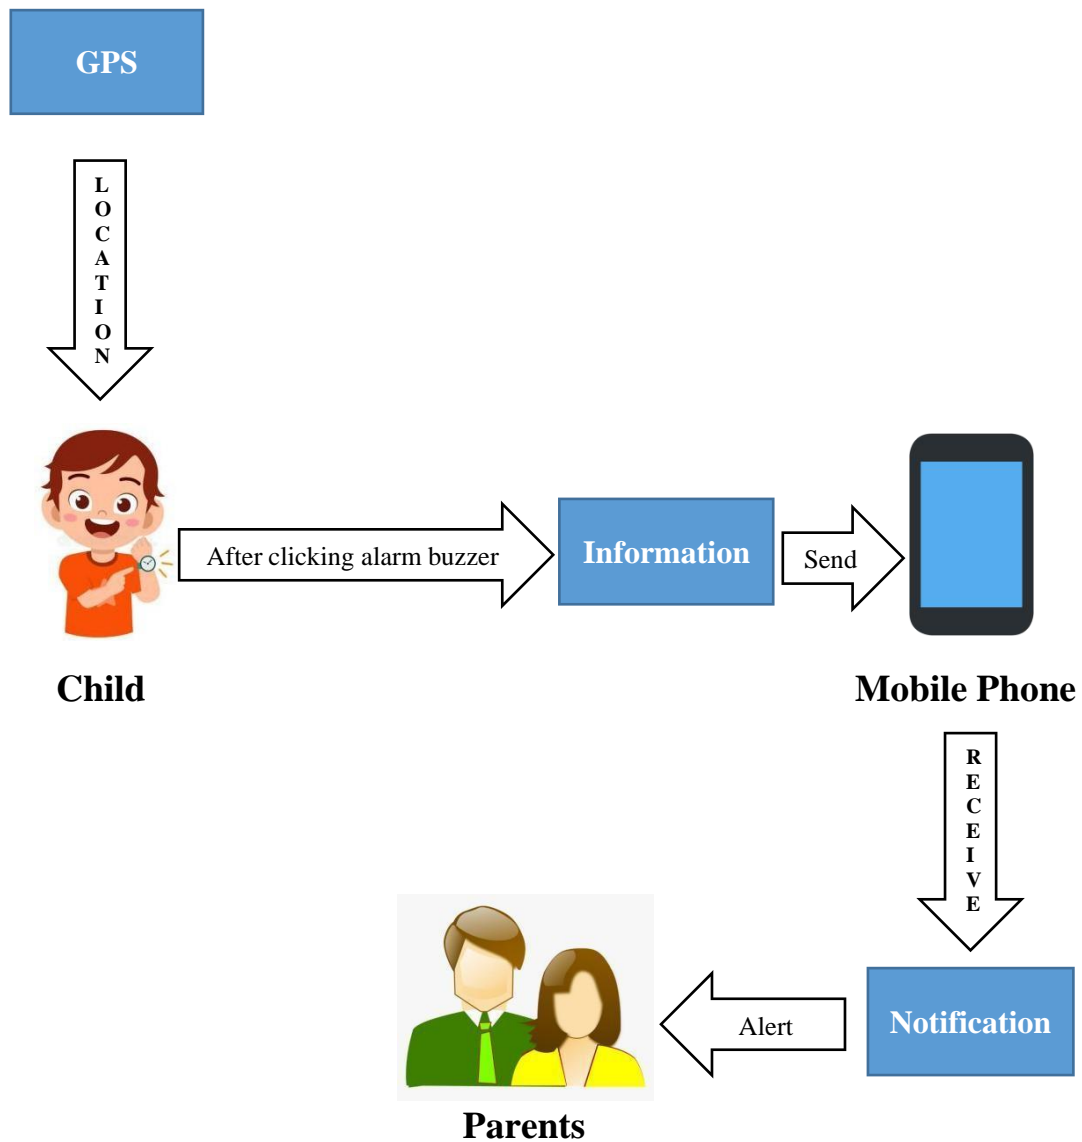 GPS
LOCATION
After clicking alarm buzzer
Information
Send
Child
Mobile Phone
RECEIVE
Alert
Notification
Parents